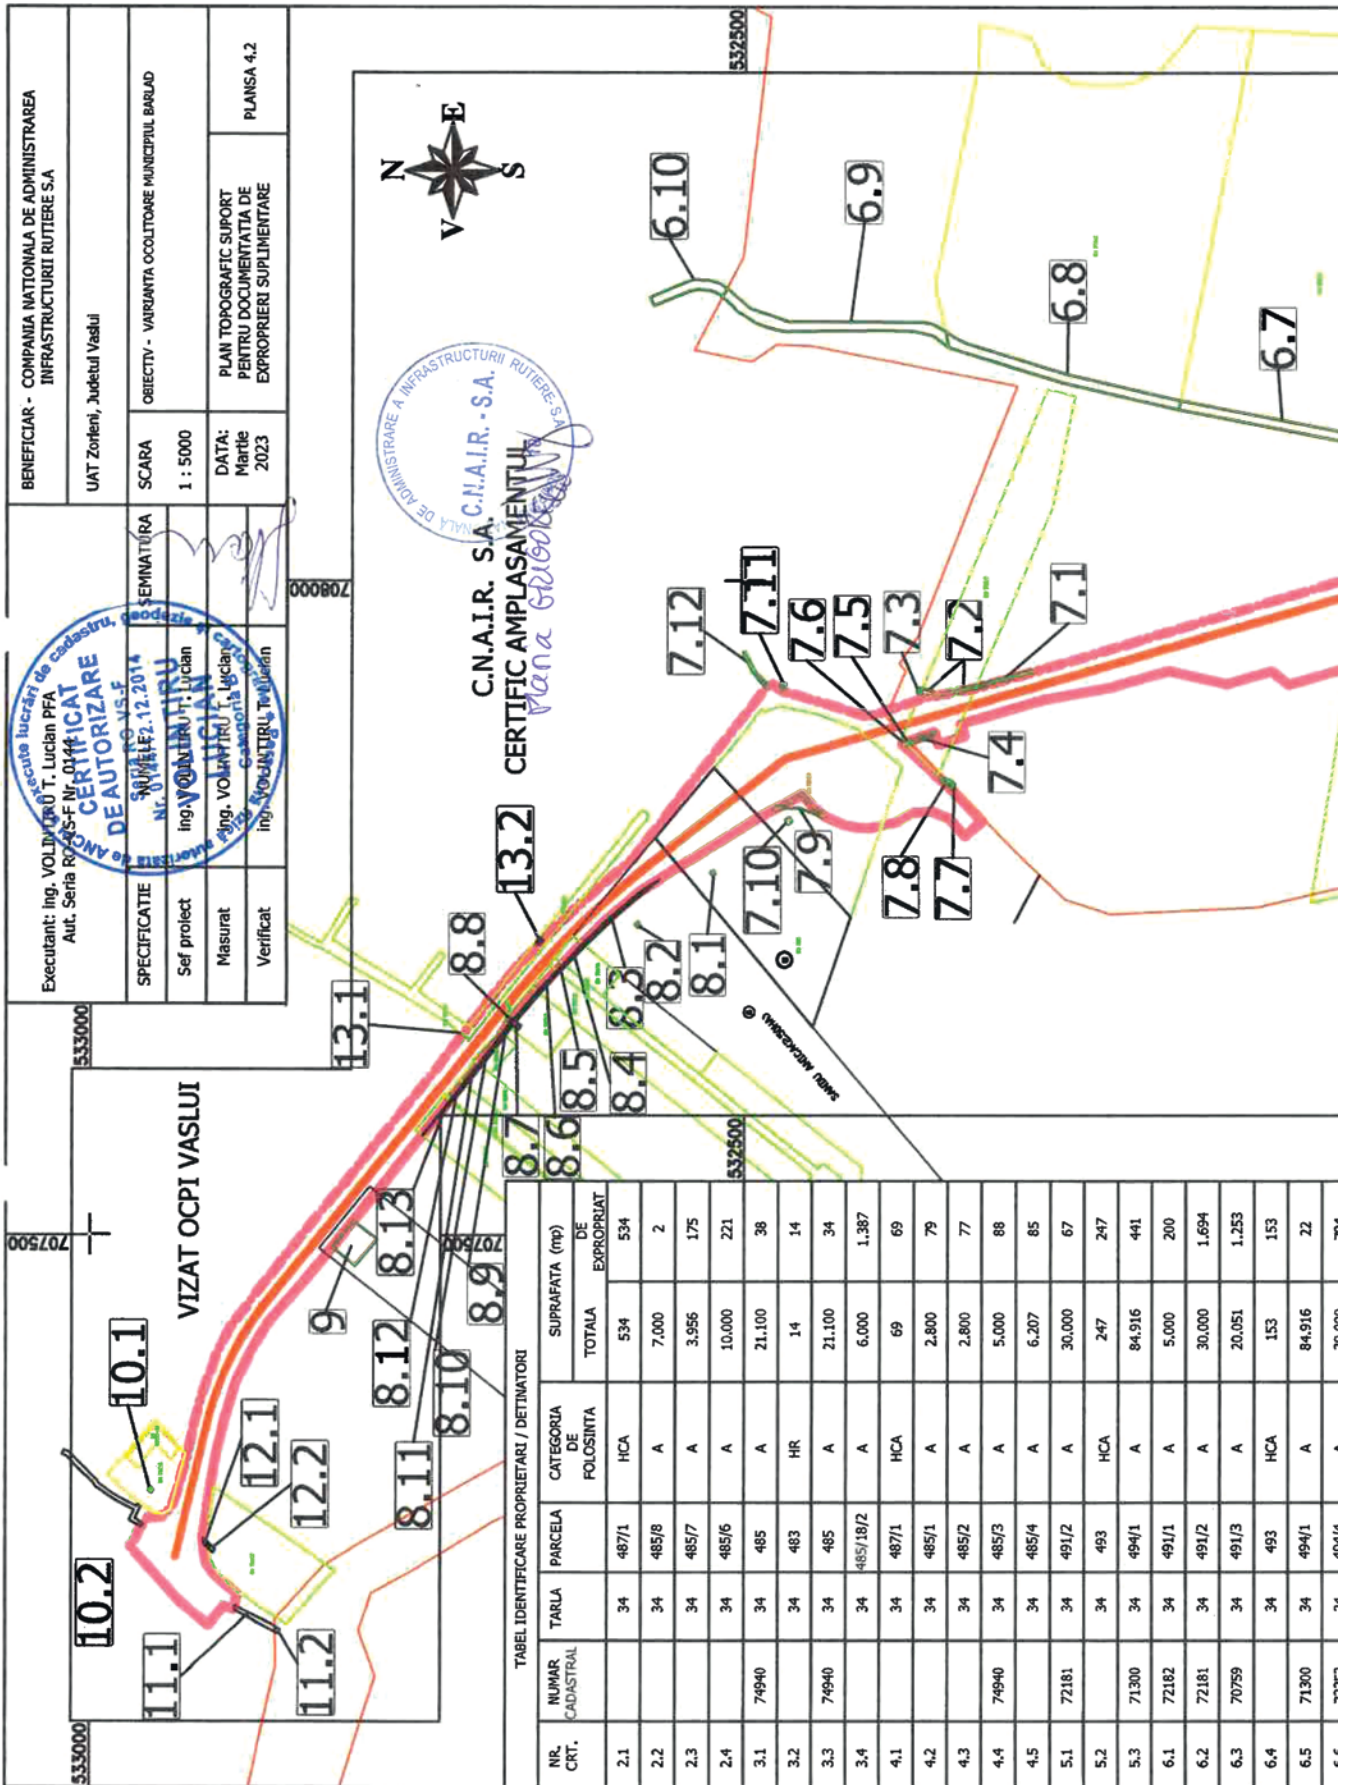 BENEFICIAR - COMPANIA NATIONALA DE ADMINISTRAREA
INFRASTRUCTURII RUTIERE S.A
UAT Zorleni, Judetul Vaslui
SCARA
1 : 5000
OBIECTIV - VAIRIANTA OCOLITOARE MUNICIPIUL BARLAD
DATA:
Martie
2023
PLAN TOPOGRAFIC SUPORT
PENTRU DOCUMENTATIA DE
EXPROPRIERI SUPLIMENTARE
PLANSA 4.2
Executant: ing. VOLINTIRU T. Lucian PFA
SPECIFICATIE
NUMELE
SEMNATURA
Sef proiect
ing. VOLINTIRU T. Lucian
Masurat
ing. VOLINTIRU T. Lucian
Verificat
ing. VOLINTIRU T. Lucian
CERTIFICAT
DE AUTORIZARE
VOLINTIRU
LUCIAN
Categoria B
N
E
S
V
C.N.A.I.R. S.A.
CERTIFIC AMPLASAMENTUL
C.N.A.I.R. - S.A.
VIZAT OCPI VASLUI
533000
533000
532500
532500
708000
707500
707500
10.1
10.2
11.1
11.2
12.1
12.2
13.1
13.2
9
8.1
8.2
8.3
8.4
8.5
8.6
8.7
8.8
8.9
8.10
8.11
8.12
8.13
7.1
7.2
7.3
7.4
7.5
7.6
7.7
7.8
7.9
7.10
7.11
7.12
6.7
6.8
6.9
6.10
TABEL IDENTIFICARE PROPRIETARI / DETINATORI
NR. CRT. NUMAR CADASTRAL TARLA PARCELA CATEGORIA DE FOLOSINTA SUPRAFATA (mp) TOTALA DE EXPROPRIAT
2.1 34 487/1 HCA 534 534
2.2 34 485/8 A 7.000 2
2.3 34 485/7 A 3.956 175
2.4 34 485/6 A 10.000 221
3.1 74940 34 485 A 21.100 38
3.2 34 483 HR 14 14
3.3 74940 34 485 A 21.100 34
3.4 34 485/18/2 A 6.000 1.387
4.1 34 487/1 HCA 69 69
4.2 34 485/1 A 2.800 79
4.3 34 485/2 A 2.800 77
4.4 74940 34 485/3 A 5.000 88
4.5 34 485/4 A 6.207 85
5.1 72181 34 491/2 A 30.000 67
5.2 34 493 HCA 247 247
5.3 71300 34 494/1 A 84.916 441
6.1 72182 34 491/1 A 5.000 200
6.2 72181 34 491/2 A 30.000 1.694
6.3 70759 34 491/3 A 20.051 1.253
6.4 34 493 HCA 153 153
6.5 71300 34 494/1 A 84.916 22